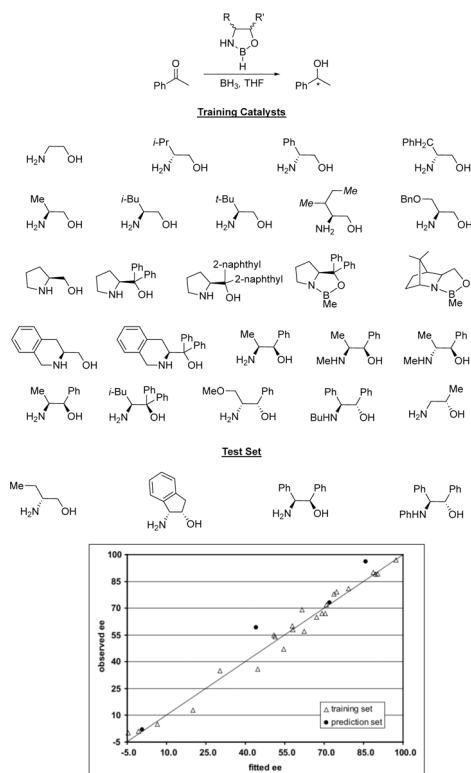 R R'
HN O
B
H
O
Ph
BH3, THF
OH
Ph *
Training Catalysts
H2N OH
i-Pr
H2N OH
Ph
H2N OH
PhH2C
H2N OH
Me
H2N OH
i-Bu
H2N OH
t-Bu
H2N OH
Me Me
NH2 OH
BnO
H2N OH
NH OH
Ph Ph
NH OH
2-naphthyl
2-naphthyl
NH OH
Ph Ph
N O
B
Me
N O
B
Me
NH OH
Ph Ph
NH OH
Me Ph
H2N OH
Me Ph
MeHN OH
Me Ph
MeHN OH
Me Ph
H2N OH
i-Bu Ph Ph
H2N OH
MeO Ph
H2N OH
Ph Ph
BuHN OH
Me
H2N OH
Test Set
Me
H2N OH
H2N OH
Ph Ph
H2N OH
Ph Ph
PhHN OH
100
85
70
55
40
25
10
-5
observed ee
training set
prediction set
-5.0 10.0 25.0 40.0 55.0 70.0 85.0 100.0
fitted ee